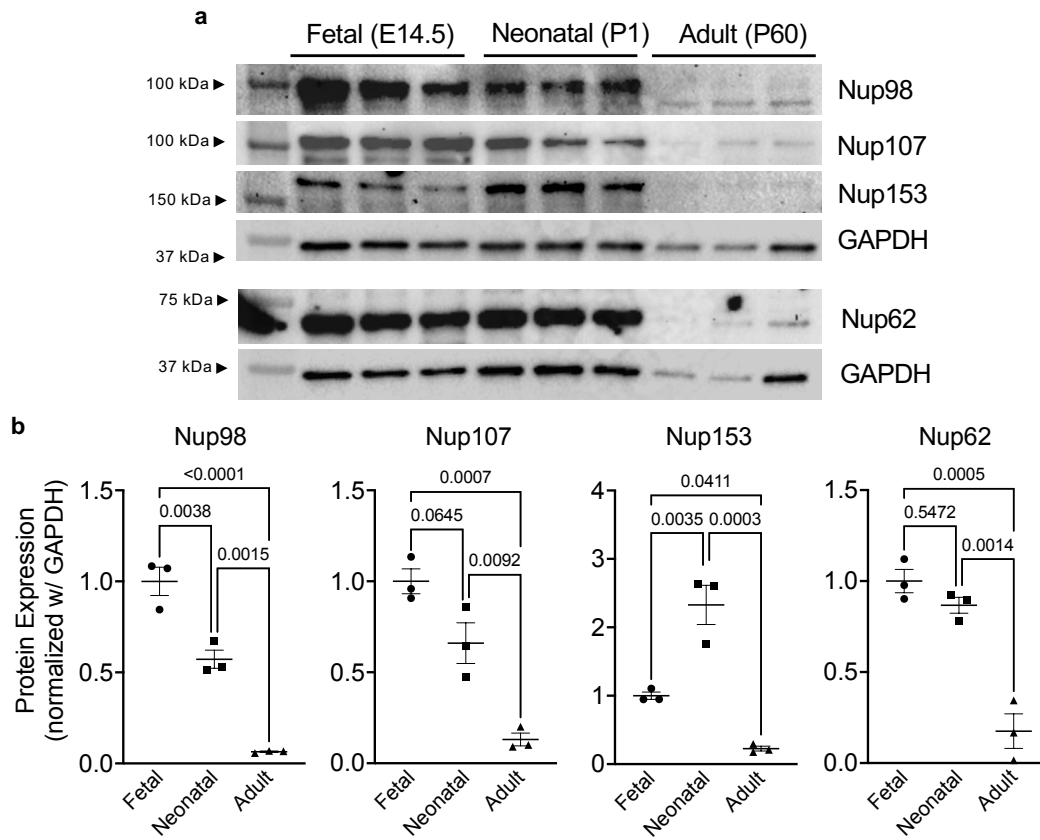 a
Fetal (E14.5) Neonatal (P1) Adult (P60)
100 kDa ▶ Nup98
100 kDa ▶ Nup107
150 kDa ▶ Nup153
37 kDa ▶ GAPDH
75 kDa ▶ Nup62
37 kDa ▶ GAPDH
b
Nup98 Nup107 Nup153 Nup62
Protein Expression
(normalized w/ GAPDH)
1.5
1.0
0.5
0.0
<0.0001
0.0038
0.0015
Fetal Neonatal Adult
1.5
1.0
0.5
0.0
0.0007
0.0645
0.0092
Fetal Neonatal Adult
4
3
2
1
0
0.0411
0.0035 0.0003
Fetal Neonatal Adult
1.5
1.0
0.5
0.0
0.0005
0.5472
0.0014
Fetal Neonatal Adult